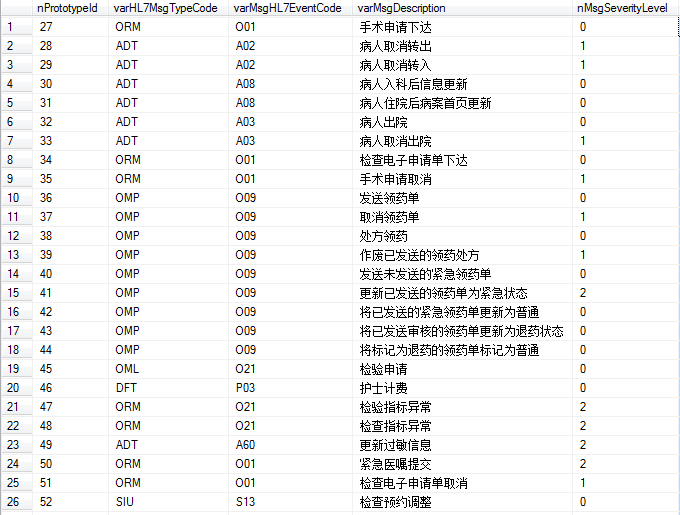 nPrototypeId varHL7MsgTypeCode varMsgHL7EventCode varMsgDescription nMsgSeverityLevel
1 27 ORM O01 手术申请下达 0
2 28 ADT A02 病人取消转出 1
3 29 ADT A02 病人取消转入 1
4 30 ADT A08 病人入科后信息更新 0
5 31 ADT A08 病人住院后病案首页更新 0
6 32 ADT A03 病人出院 0
7 33 ADT A03 病人取消出院 1
8 34 ORM O01 检查电子申请单下达 0
9 35 ORM O01 手术申请取消 1
10 36 OMP O09 发送领药单 0
11 37 OMP O09 取消领药单 1
12 38 OMP O09 处方领药 0
13 39 OMP O09 作废已发送的领药处方 1
14 40 OMP O09 发送未发送的紧急领药单 0
15 41 OMP O09 更新已发送的领药单为紧急状态 2
16 42 OMP O09 将已发送的紧急领药单更新为普通 0
17 43 OMP O09 将已发送审核的领药单更新为退药状态 0
18 44 OMP O09 将标记为退药的领药单标记为普通 0
19 45 OML O21 检验申请 0
20 46 DFT P03 护士计费 0
21 47 ORM O21 检验指标异常 2
22 48 ORM O21 检查指标异常 2
23 49 ADT A60 更新过敏信息 2
24 50 ORM O01 紧急医嘱提交 2
25 51 ORM O01 检查电子申请单取消 1
26 52 SIU S13 检查预约调整 0